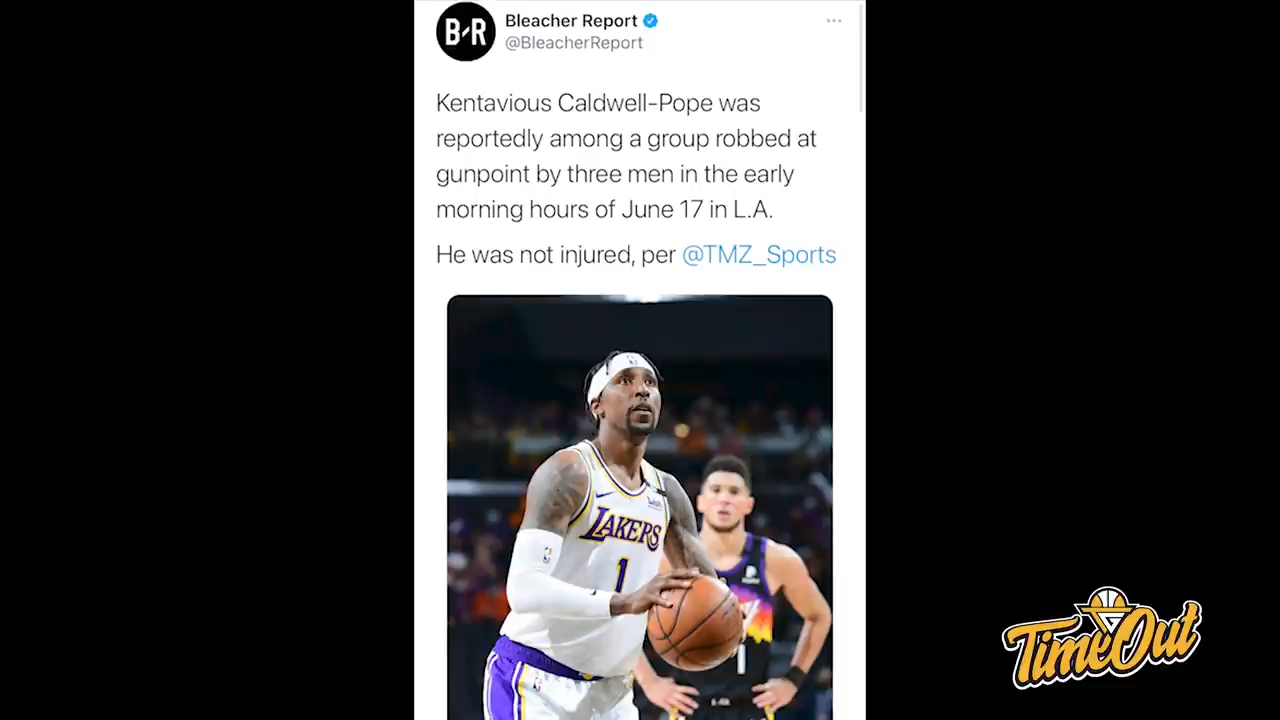 B/R
Bleacher Report
@BleacherReport
Kentavious Caldwell-Pope was
reportedly among a group robbed at
gunpoint by three men in the early
morning hours of June 17 in L.A.
He was not injured, per @TMZ_Sports
LAKERS
1
1
TimeOut